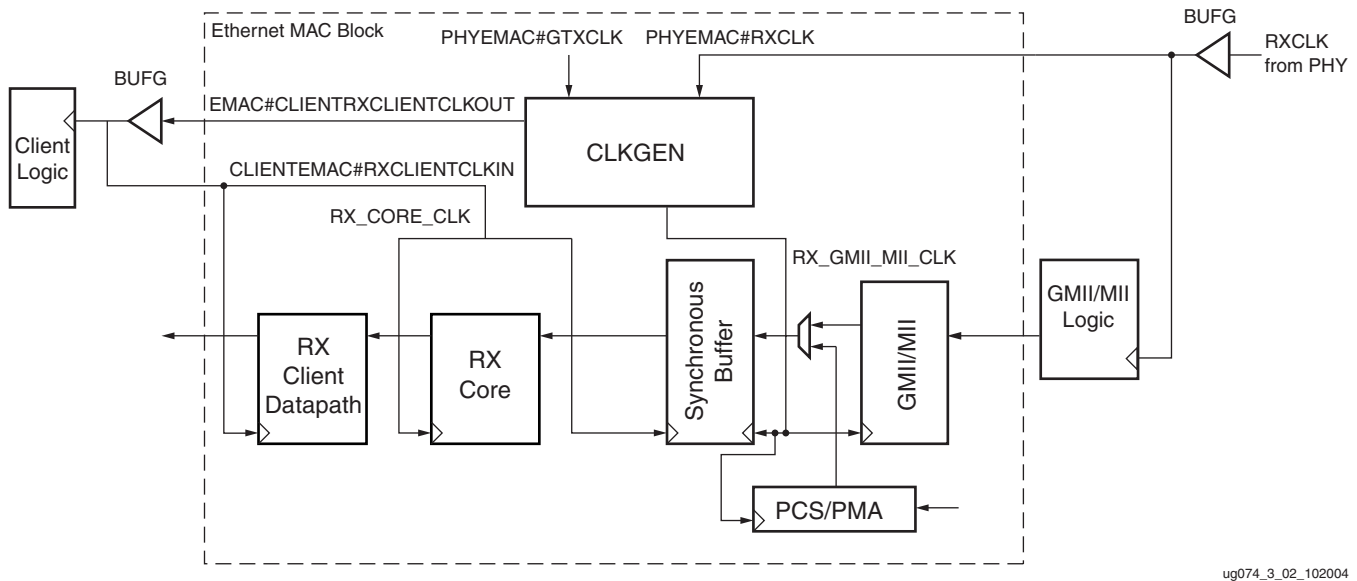 Ethernet MAC Block
PHYEMAC#GTXCLK
PHYEMAC#RXCLK
BUFG
RXCLK
from PHY
BUFG
EMAC#CLIENTRXCLIENTCLKOUT
Client
Logic
CLKGEN
CLIENTEMAC#RXCLIENTCLKIN
RX_CORE_CLK
RX_GMII_MII_CLK
RX
Client
Datapath
RX
Core
Synchronous
Buffer
GMII/MII
GMII/MII
Logic
PCS/PMA
ug074_3_02_102004